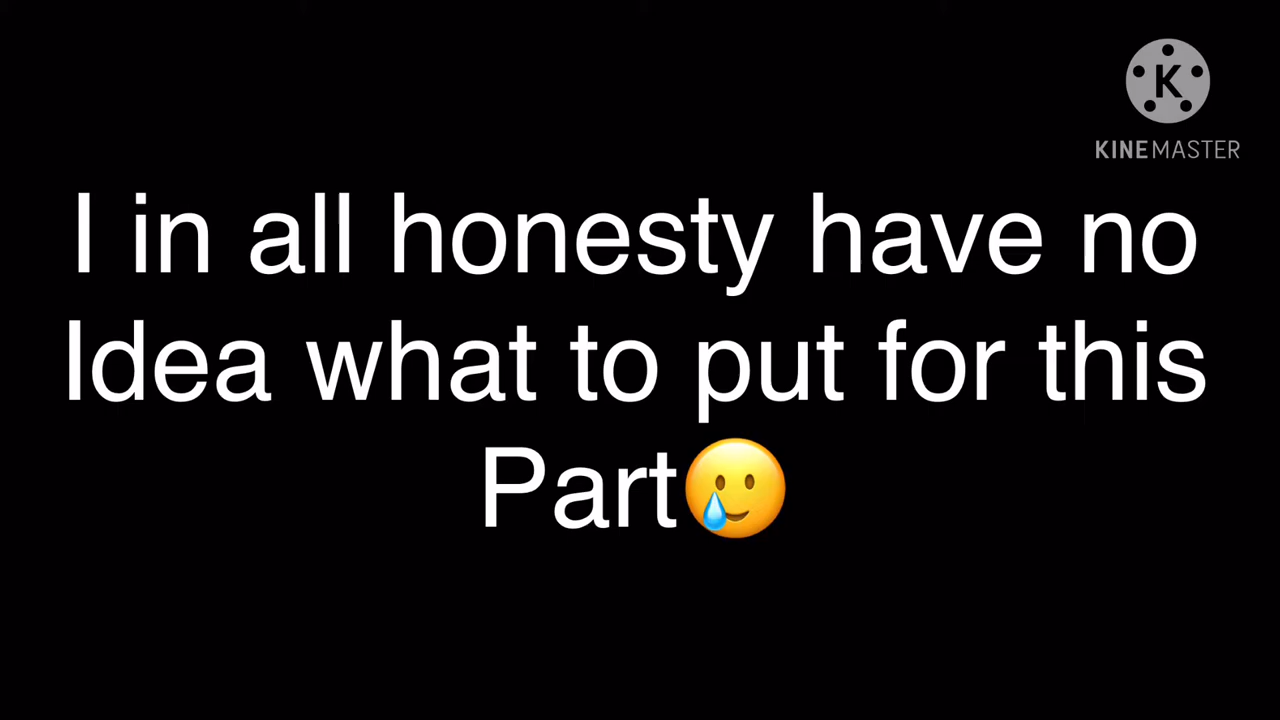 K
KINEMASTER
I in all honesty have no
Idea what to put for this
Part🥲